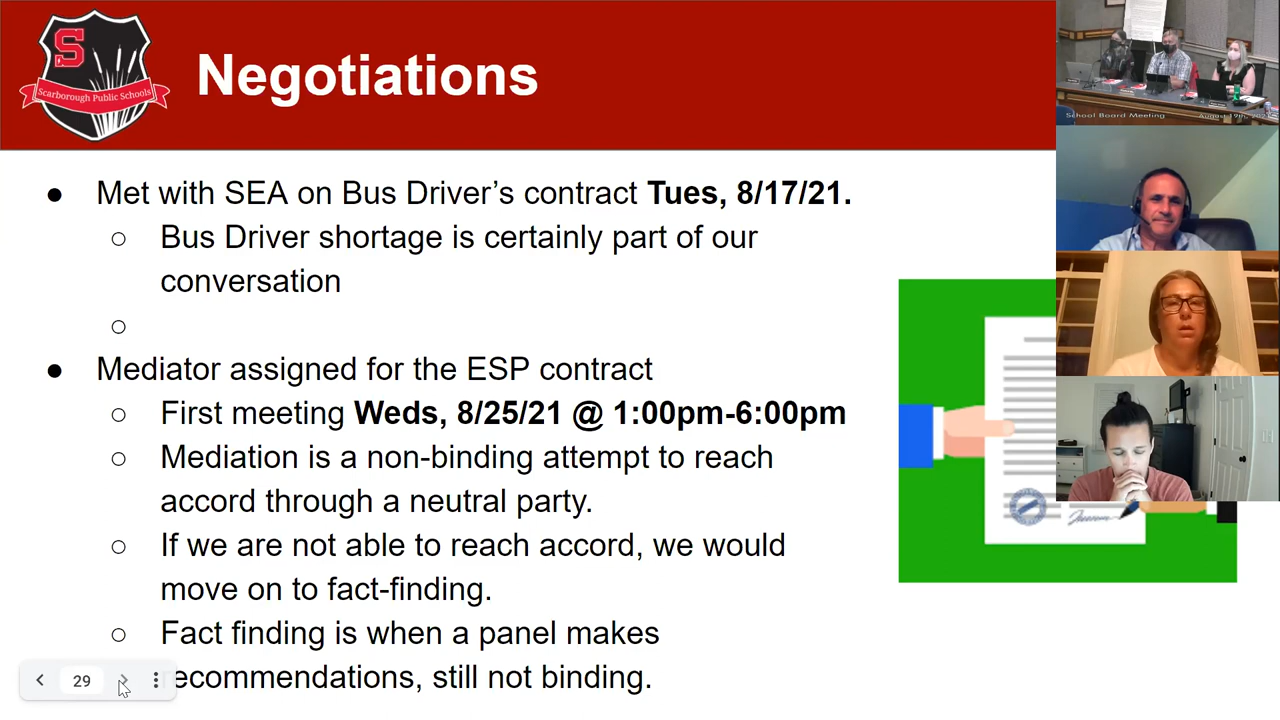 S
Scarborough Public Schools
Negotiations
● Met with SEA on Bus Driver’s contract Tues, 8/17/21.
○ Bus Driver shortage is certainly part of our
conversation
○
● Mediator assigned for the ESP contract
○ First meeting Weds, 8/25/21 @ 1:00pm-6:00pm
○ Mediation is a non-binding attempt to reach
accord through a neutral party.
○ If we are not able to reach accord, we would
move on to fact-finding.
○ Fact finding is when a panel makes
ecommendations, still not binding.
29
School Board Meeting
August 19th,